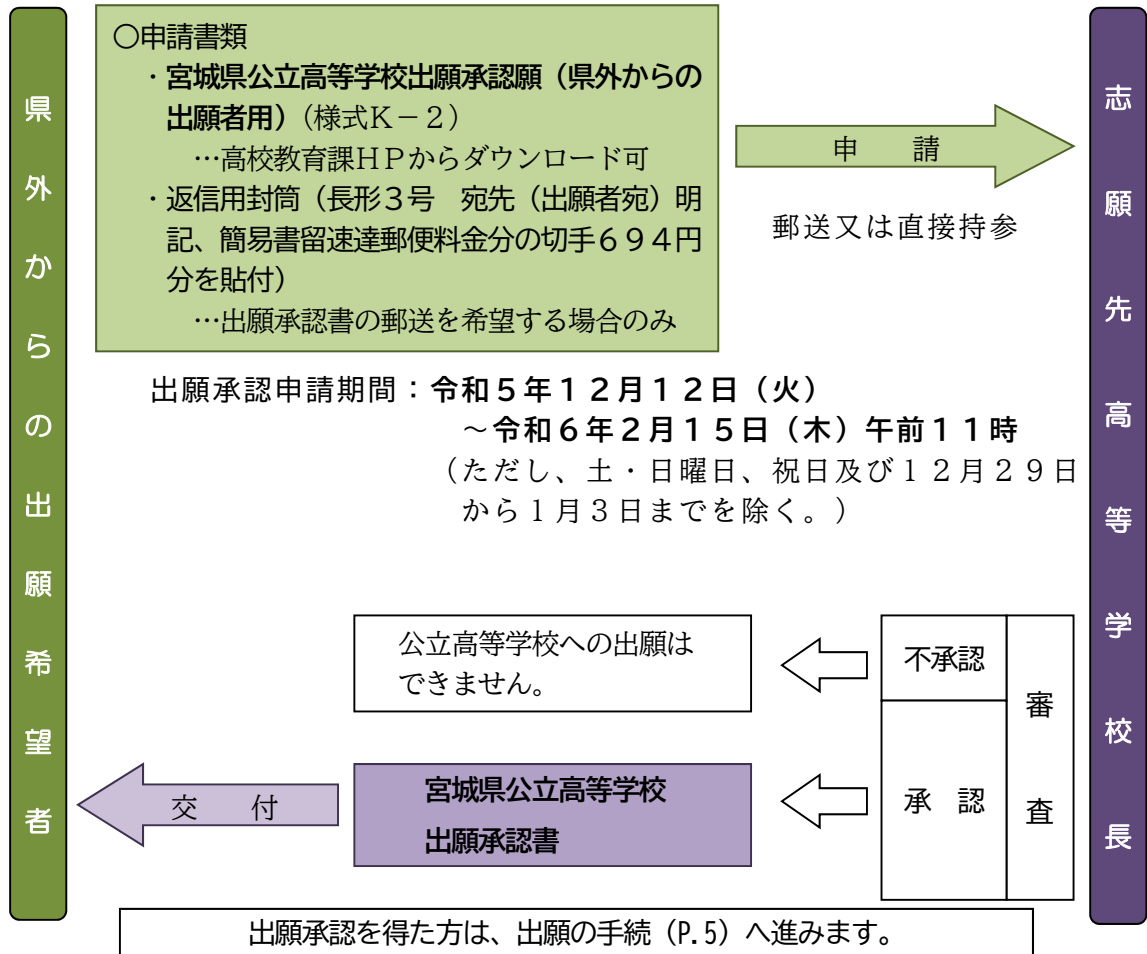 県外からの出願希望者
○申請書類
・宮城県公立高等学校出願承認願（県外からの
出願者用）（様式Ｋ－２）
…高校教育課ＨＰからダウンロード可
・返信用封筒（長形３号　宛先（出願者宛）明
記、簡易書留速達郵便料金分の切手６９４円
分を貼付）
…出願承認書の郵送を希望する場合のみ
申　請
郵送又は直接持参
志願先高等学校長
出願承認申請期間：令和５年１２月１２日（火）
～令和６年２月１５日（木）午前１１時
（ただし、土・日曜日、祝日及び１２月２９日
から１月３日までを除く。）
公立高等学校への出願は
できません。
不承認
審査
承　認
宮城県公立高等学校
出願承認書
交　付
出願承認を得た方は、出願の手続（P.5）へ進みます。